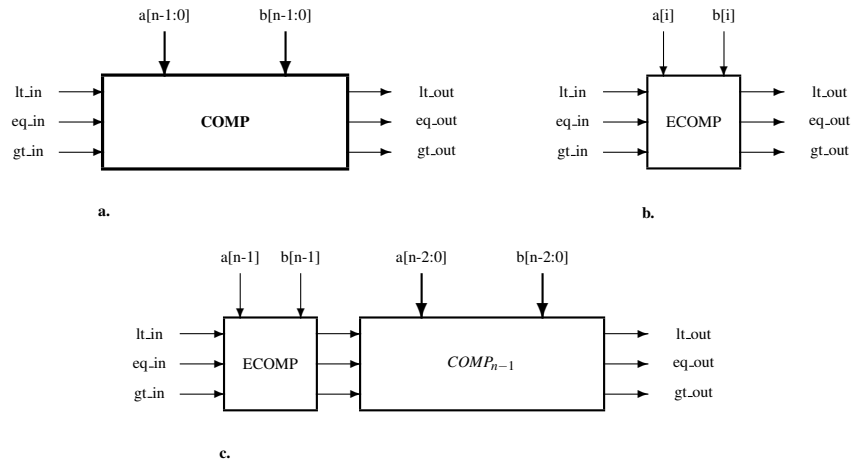 a[n-1:0] b[n-1:0] a[i] b[i]
lt_in lt_out lt_in lt_out
eq_in COMP eq_out eq_in ECOMP eq_out
gt_in gt_out gt_in gt_out
a. b.
a[n-1] b[n-1] a[n-2:0] b[n-2:0]
lt_in lt_out
eq_in ECOMP COMPn−1 eq_out
gt_in gt_out
c.